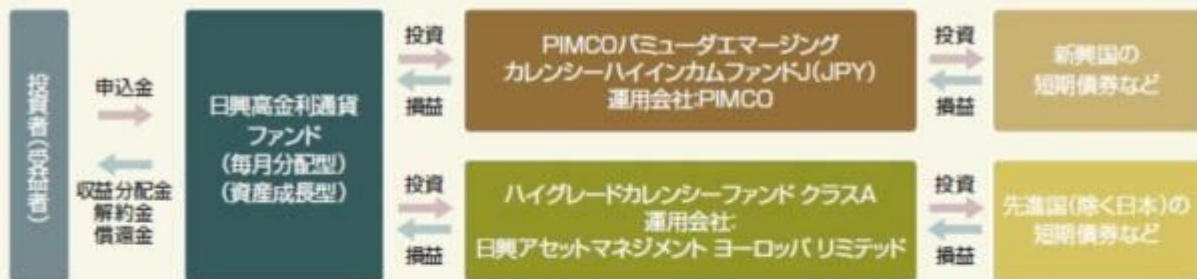 投資者(受益者)
申込金
収益分配金
解約金
償還金
日興高金利通貨
ファンド
(毎月分配型)
(資産成長型)
投資
損益
PIMCOバミューダエマージング
カレンシーハイインカムファンドJ(JPY)
運用会社:PIMCO
投資
損益
新興国の
短期債券など
投資
損益
ハイグレードカレンシーファンド クラスA
運用会社:
日興アセットマネジメント ヨーロッパ リミテッド
投資
損益
先進国(除く日本)の
短期債券など